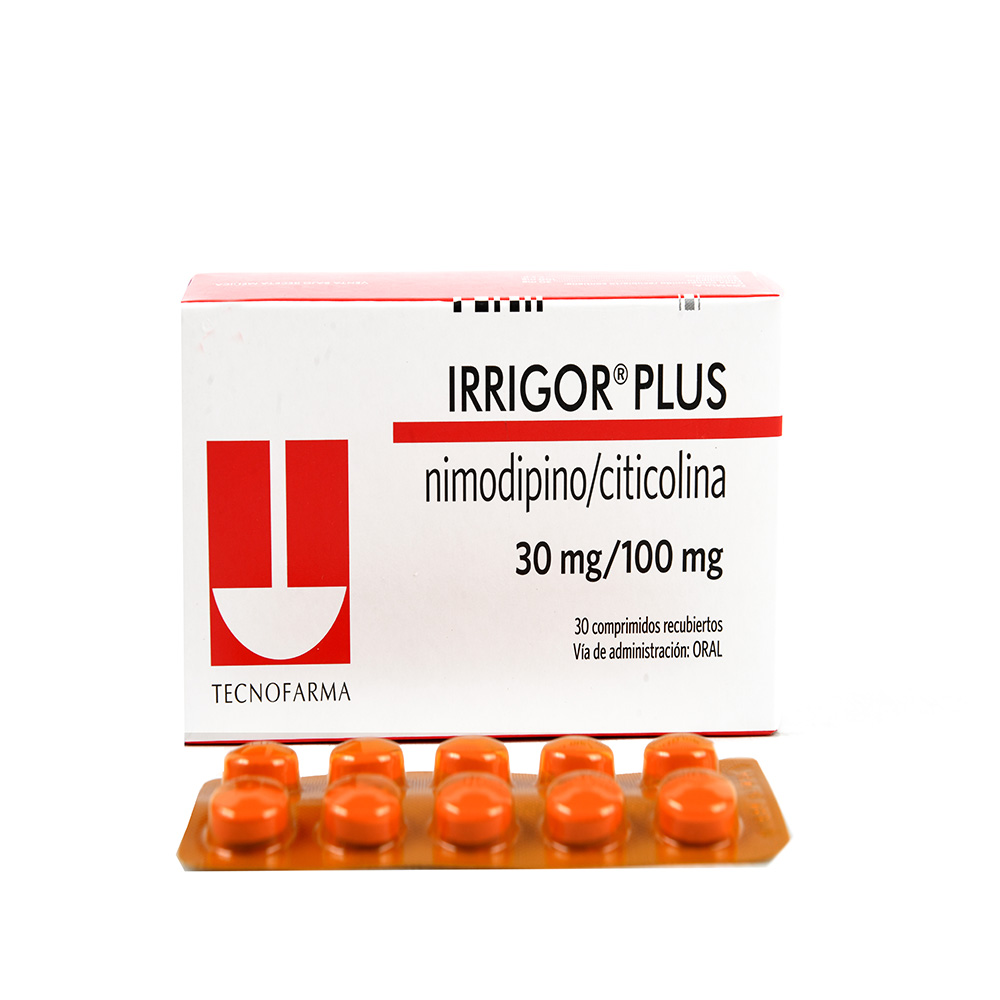 IRRIGOR® PLUS
nimodipino/citicolina
30 mg/100 mg
30 comprimidos recubiertos
Vía de administración: ORAL
TECNOFARMA